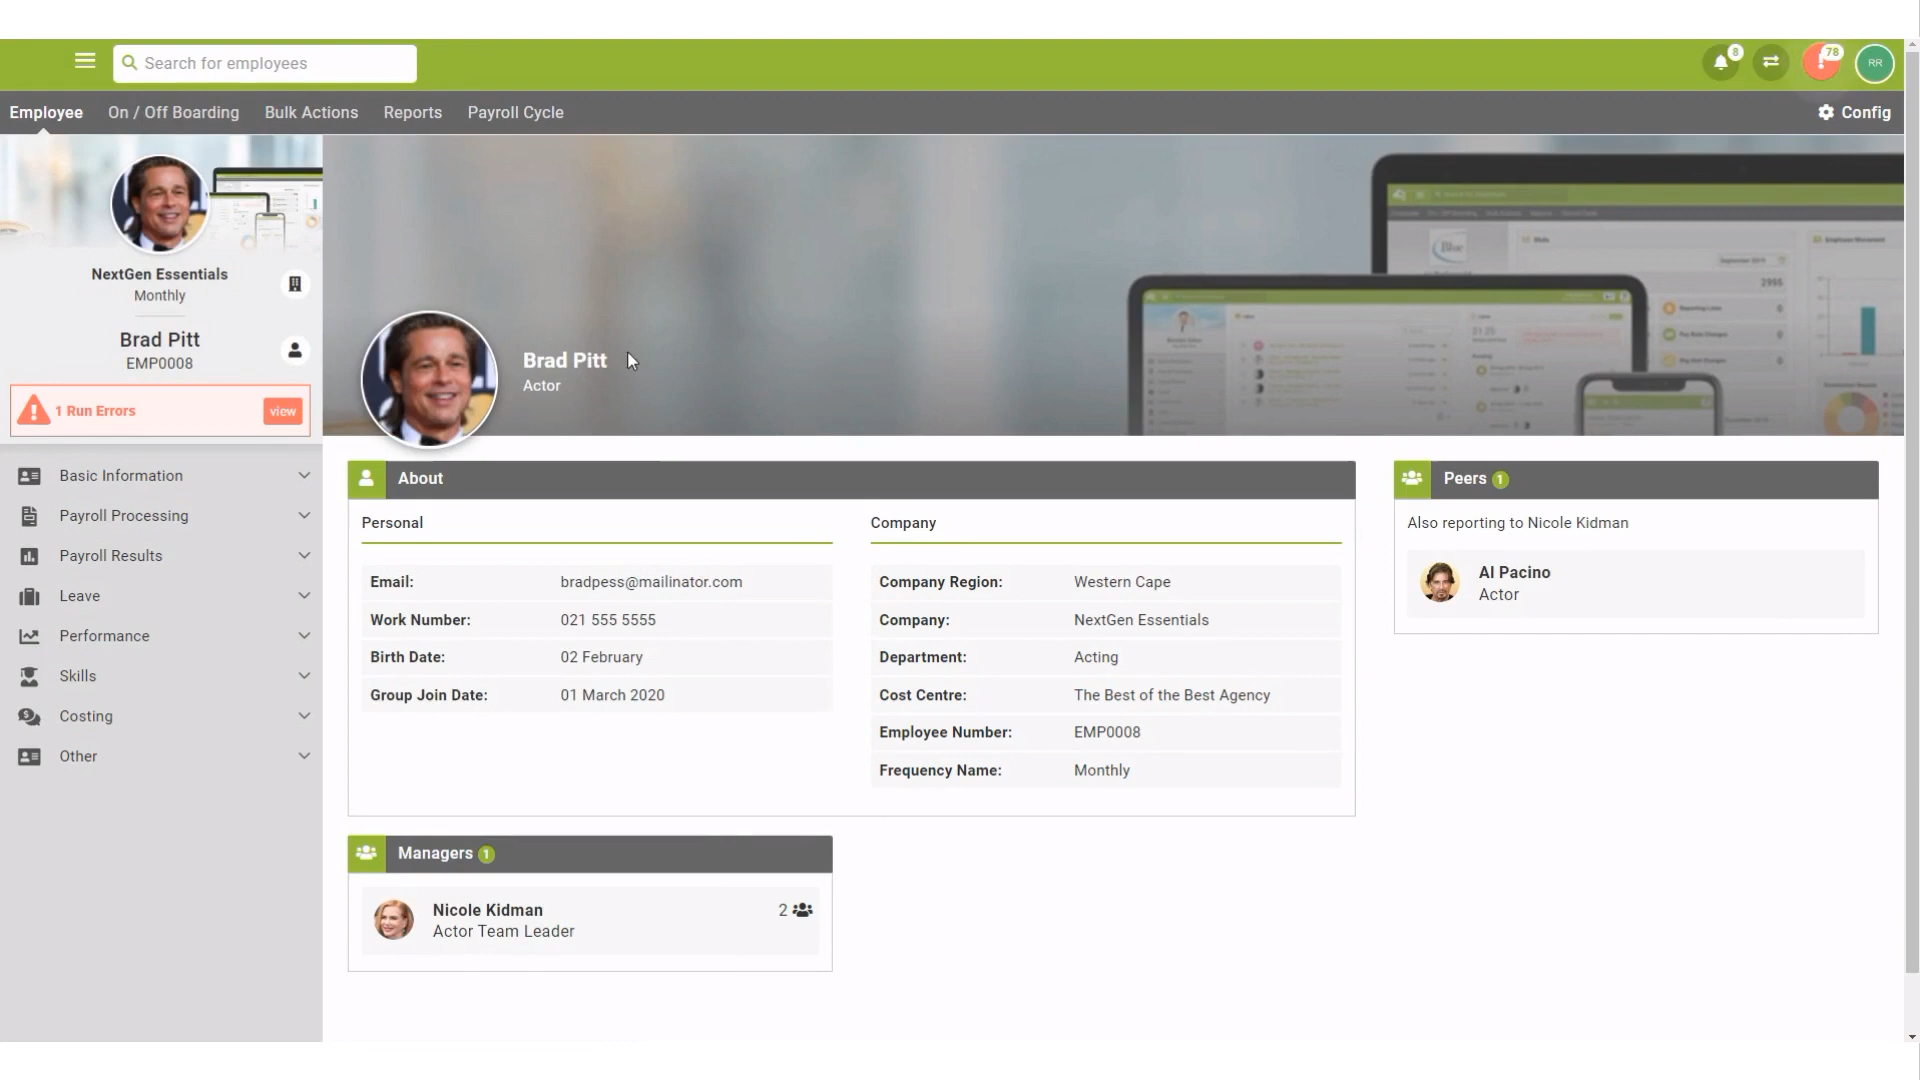 Search for employees
8
78
RR
Employee
On / Off Boarding
Bulk Actions
Reports
Payroll Cycle
Config
NextGen Essentials
Monthly
Brad Pitt
EMP0008
1 Run Errors
view
Basic Information
Payroll Processing
Payroll Results
Leave
Performance
Skills
Costing
Other
Brad Pitt
Actor
About
Personal
Email: bradpess@mailinator.com
Work Number: 021 555 5555
Birth Date: 02 February
Group Join Date: 01 March 2020
Company
Company Region: Western Cape
Company: NextGen Essentials
Department: Acting
Cost Centre: The Best of the Best Agency
Employee Number: EMP0008
Frequency Name: Monthly
Peers 1
Also reporting to Nicole Kidman
Al Pacino
Actor
Managers 1
Nicole Kidman
2
Actor Team Leader